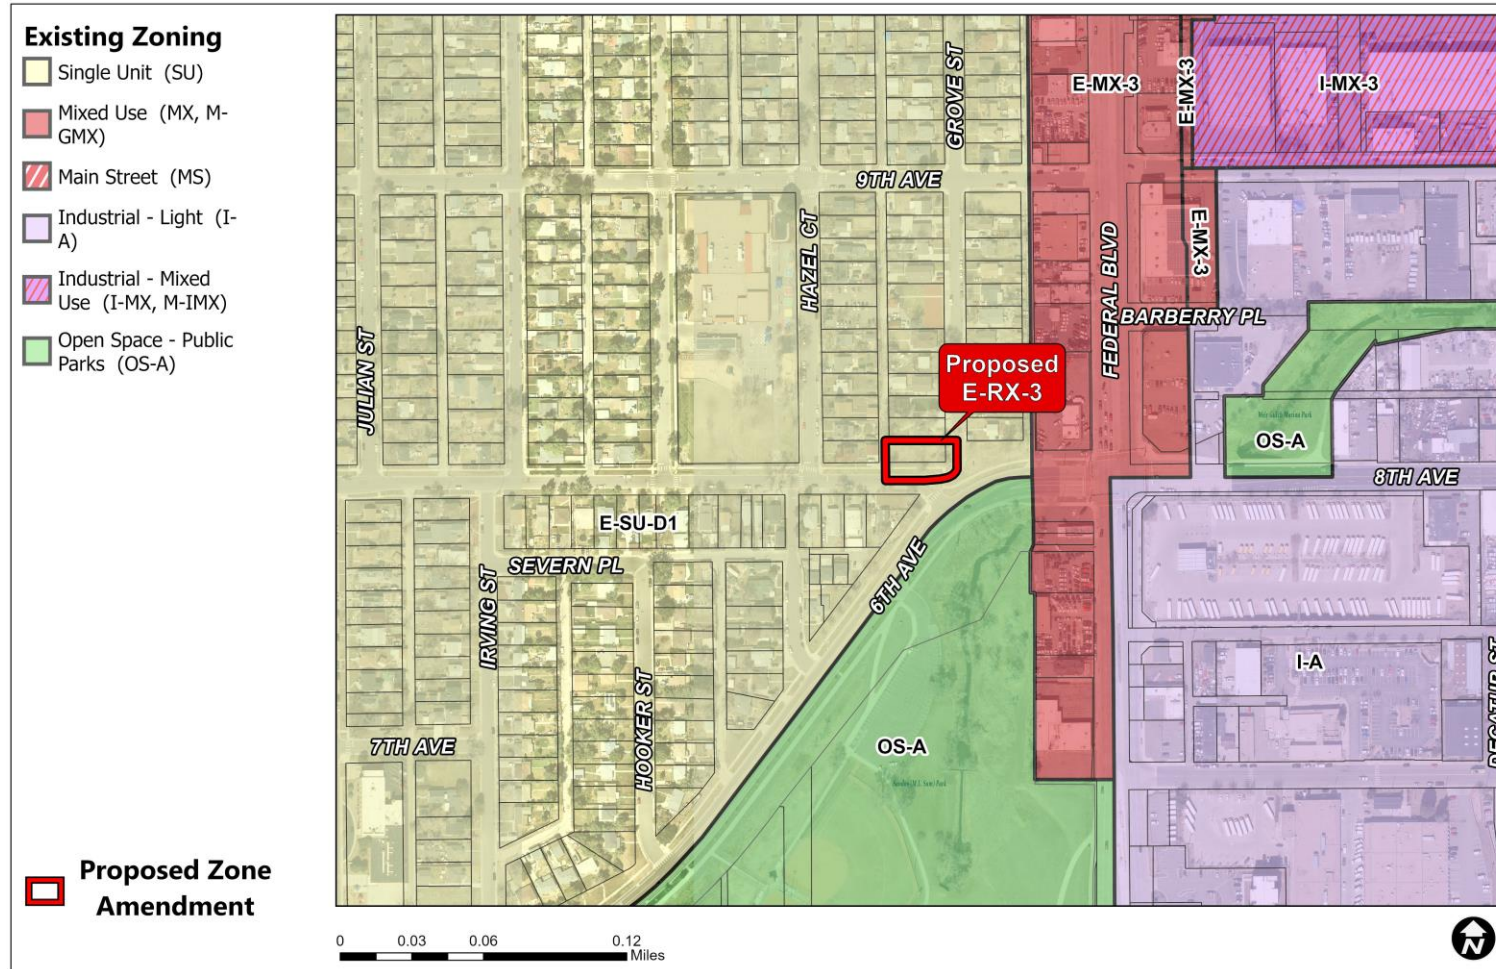 Existing Zoning
Single Unit (SU)
Mixed Use (MX, M-
GMX)
Main Street (MS)
Industrial - Light (I-
A)
Industrial - Mixed
Use (I-MX, M-IMX)
Open Space - Public
Parks (OS-A)
Proposed Zone
Amendment
GROVE ST
E-MX-3
E-MX-3
I-MX-3
9TH AVE
HAZEL CT
E-MX-3
FEDERAL BLVD
BARBERRY PL
JULIAN ST
Proposed
E-RX-3
OS-A
8TH AVE
E-SU-D1
SEVERN PL
6TH AVE
IRVING ST
HOOKER ST
I-A
DECATUR ST
7TH AVE
OS-A
0 0.03 0.06 0.12
Miles
N